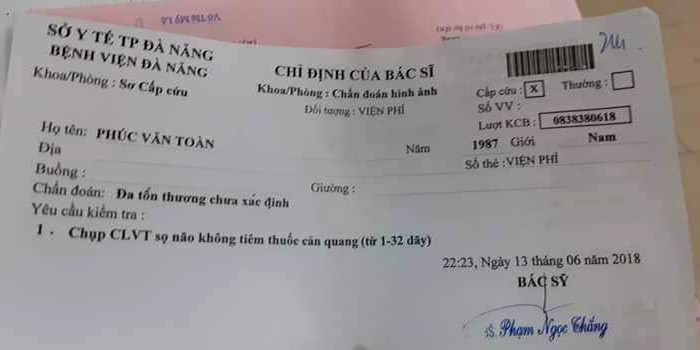 SỞ Y TẾ TP ĐÀ NẴNG
BỆNH VIỆN ĐÀ NẴNG
Khoa/Phòng : Sơ Cấp cứu
CHỈ ĐỊNH CỦA BÁC SĨ
Khoa/Phòng : Chẩn đoán hình ảnh
Đối tượng : VIỆN PHÍ
Cấp cứu : X Thường :
Số VV :
Lượt KCB : 0838380618
Họ tên: PHÚC VĂN TOÀN
Năm 1987 Giới Nam
Địa
Số thẻ :VIỆN PHÍ
Buồng : Giường :
Chẩn đoán: Đa tổn thương chưa xác định
Yêu cầu kiểm tra :
1 . Chụp CLVT sọ não không tiêm thuốc cản quang (từ 1-32 dãy)
22:23, Ngày 13 tháng 06 năm 2018
BÁC SỸ
Phạm Ngọc Thắng